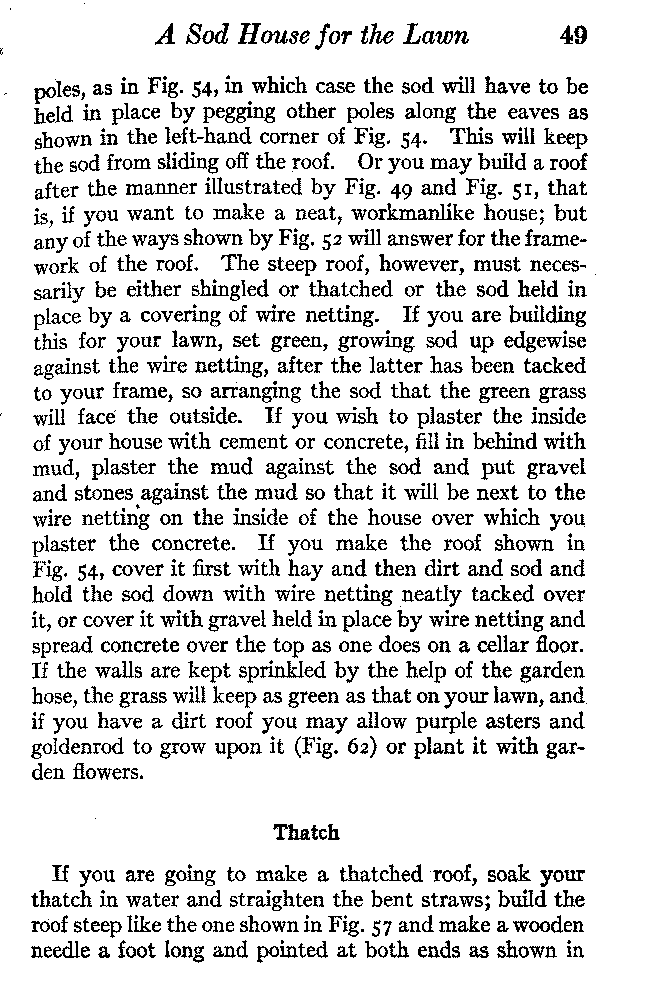 A Sod House for the Lawn 49
poles, as in Fig. 54, in which case the sod will have to be
held in place by pegging other poles along the eaves as
shown in the left-hand corner of Fig. 54. This will keep
the sod from sliding off the roof. Or you may build a roof
after the manner illustrated by Fig. 49 and Fig. 51, that
is, if you want to make a neat, workmanlike house; but
any of the ways shown by Fig. 52 will answer for the frame-
work of the roof. The steep roof, however, must neces-
sarily be either shingled or thatched or the sod held in
place by a covering of wire netting. If you are building
this for your lawn, set green, growing sod up edgewise
against the wire netting, after the latter has been tacked
to your frame, so arranging the sod that the green grass
will face the outside. If you wish to plaster the inside
of your house with cement or concrete, fill in behind with
mud, plaster the mud against the sod and put gravel
and stones against the mud so that it will be next to the
wire netting on the inside of the house over which you
plaster the concrete. If you make the roof shown in
Fig. 54, cover it first with hay and then dirt and sod and
hold the sod down with wire netting neatly tacked over
it, or cover it with gravel held in place by wire netting and
spread concrete over the top as one does on a cellar floor.
If the walls are kept sprinkled by the help of the garden
hose, the grass will keep as green as that on your lawn, and
if you have a dirt roof you may allow purple asters and
goldenrod to grow upon it (Fig. 62) or plant it with gar-
den flowers.
Thatch
If you are going to make a thatched roof, soak your
thatch in water and straighten the bent straws; build the
roof steep like the one shown in Fig. 57 and make a wooden
needle a foot long and pointed at both ends as shown in